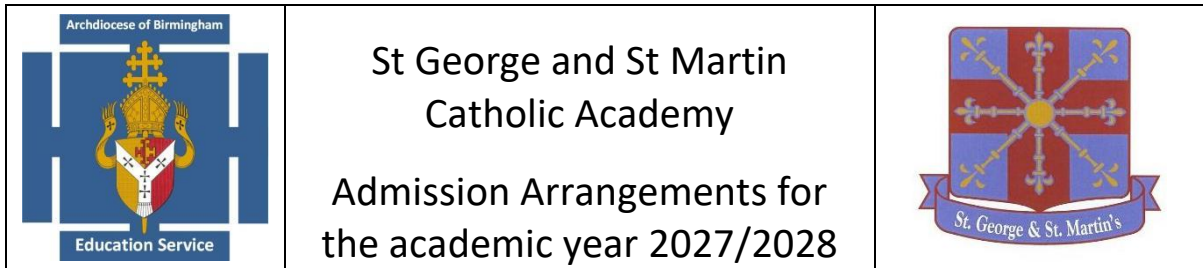 Archdiocese of Birmingham
Education Service
St George and St Martin
Catholic Academy
Admission Arrangements for
the academic year 2027/2028
St. George & St. Martin's